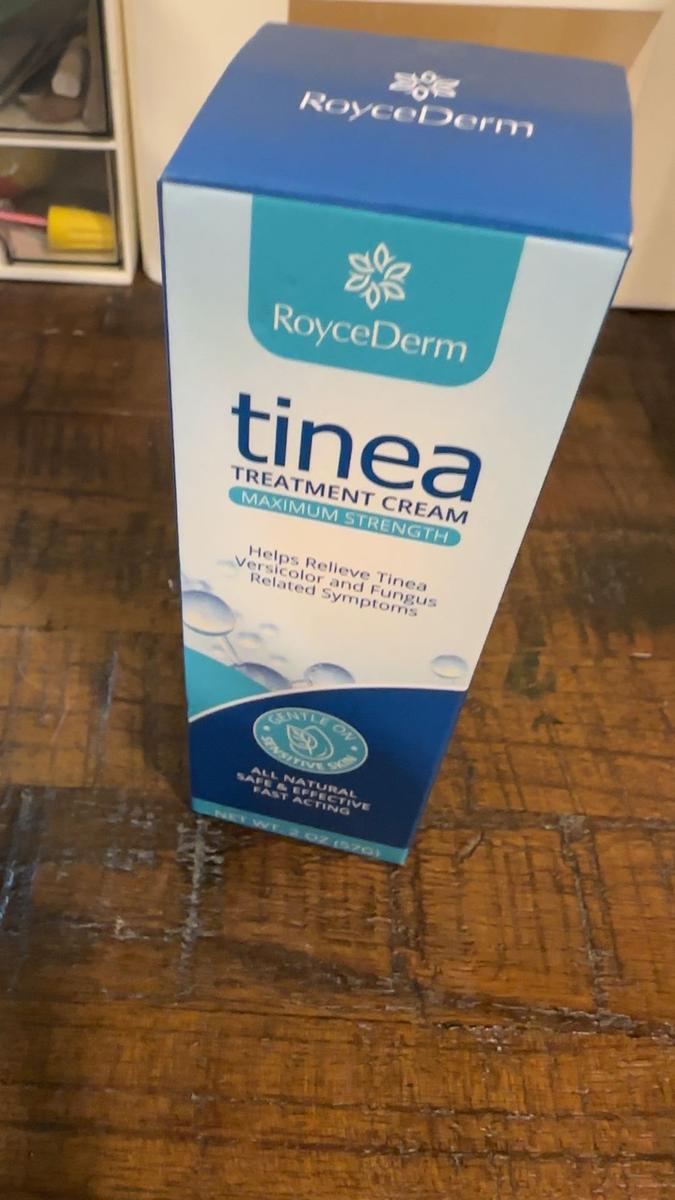 RoyceDerm
RoyceDerm
tinea
TREATMENT CREAM
MAXIMUM STRENGTH
Helps Relieve Tinea
Versicolor and Fungus
Related Symptoms
GENTLE ON
SENSITIVE SKIN
ALL NATURAL
SAFE & EFFECTIVE
FAST ACTING
NET WT. 2 OZ (57G)